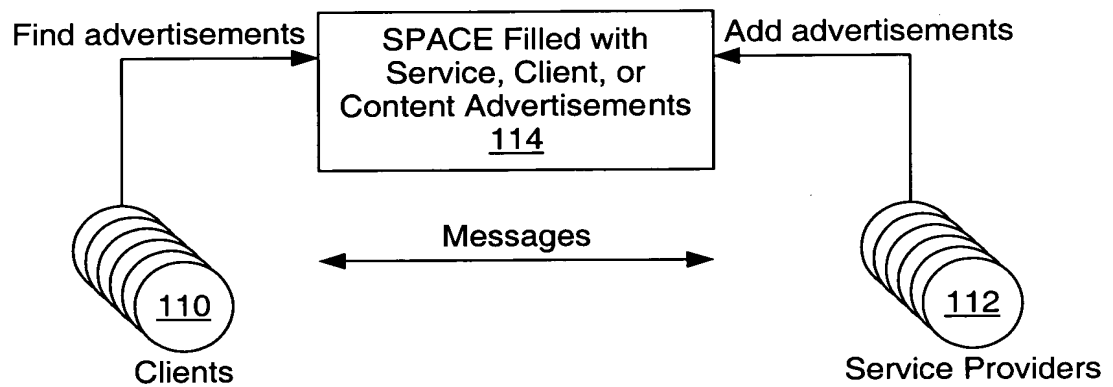 Find advertisements
SPACE Filled with
Service, Client, or
Content Advertisements
114
Add advertisements
Messages
110
Clients
112
Service Providers